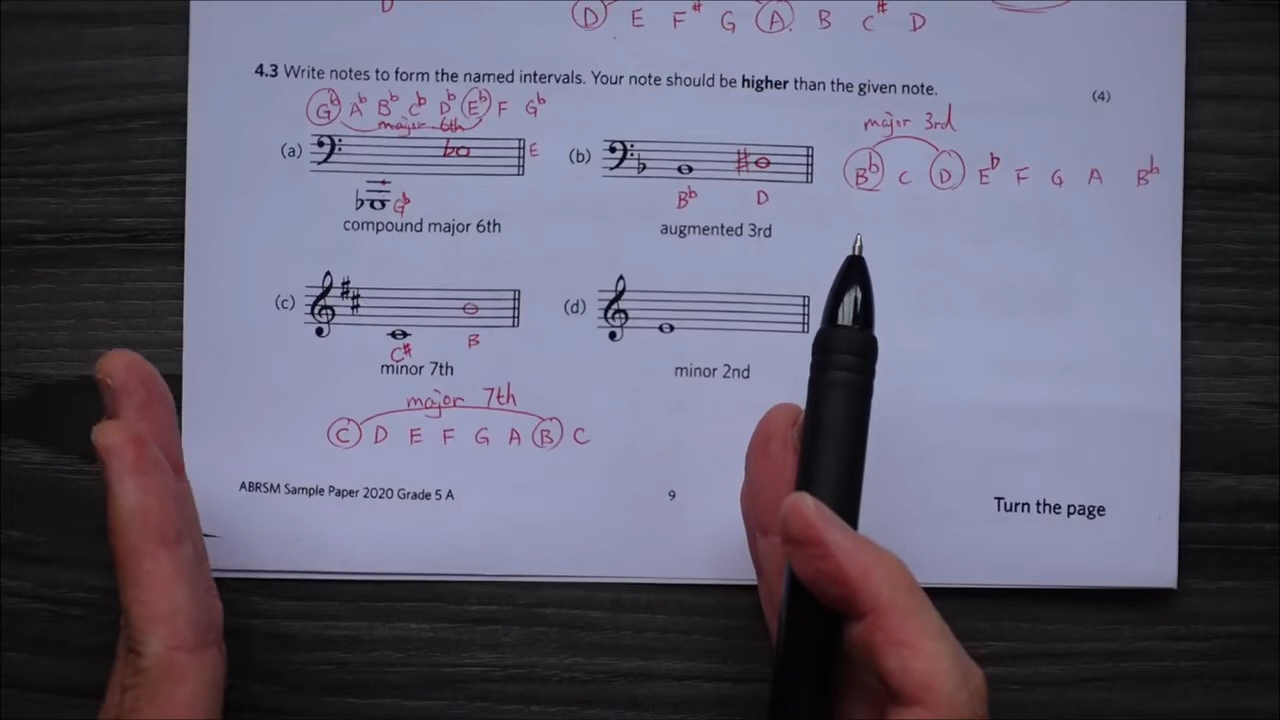 D
D E F# G A B C# D
4.3 Write notes to form the named intervals. Your note should be higher than the given note.
(4)
Gb Ab Bb Cb Db Eb F Gb
major 6th
(a) E
Gb
compound major 6th
(b)
Bb D
augmented 3rd
major 3rd
Bb C D Eb F G A Bb
(c)
C# B
minor 7th
major 7th
C D E F G A B C
(d)
minor 2nd
ABRSM Sample Paper 2020 Grade 5 A
9
Turn the page